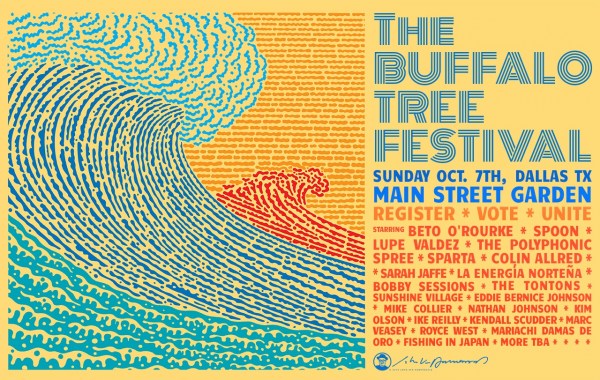 THE
BUFFALO
TREE
FESTIVAL
SUNDAY OCT. 7TH, DALLAS TX
MAIN STREET GARDEN
REGISTER * VOTE * UNITE
STARRING BETO O'ROURKE * SPOON *
LUPE VALDEZ * THE POLYPHONIC
SPREE * SPARTA * COLIN ALLRED *
* SARAH JAFFE * LA ENERGÍA NORTEÑA *
BOBBY SESSIONS * THE TONTONS *
SUNSHINE VILLAGE * EDDIE BERNICE JOHNSON
* MIKE COLLIER * NATHAN JOHNSON * KIM
OLSON * IKE REILLY * KENDALL SCUDDER * MARC
VEASEY * ROYCE WEST * MARIACHI DAMAS DE
ORO * FISHING IN JAPAN * MORE TBA * * * *